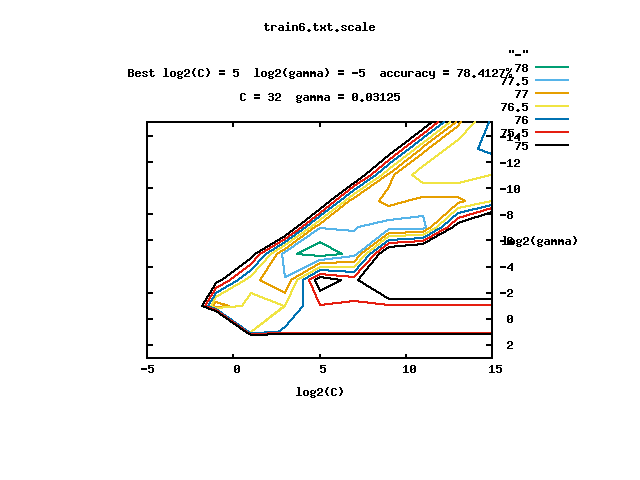 train6.txt.scale
"-"
Best log2(C) = 5  log2(gamma) = -5  accuracy = 78.4127%
78
77.5
C = 32  gamma = 0.03125
77
76.5
76
75.5
75
-14
-12
-10
-8
-6
log2(gamma)
-4
-2
0
2
-5 0 5 10 15
log2(C)